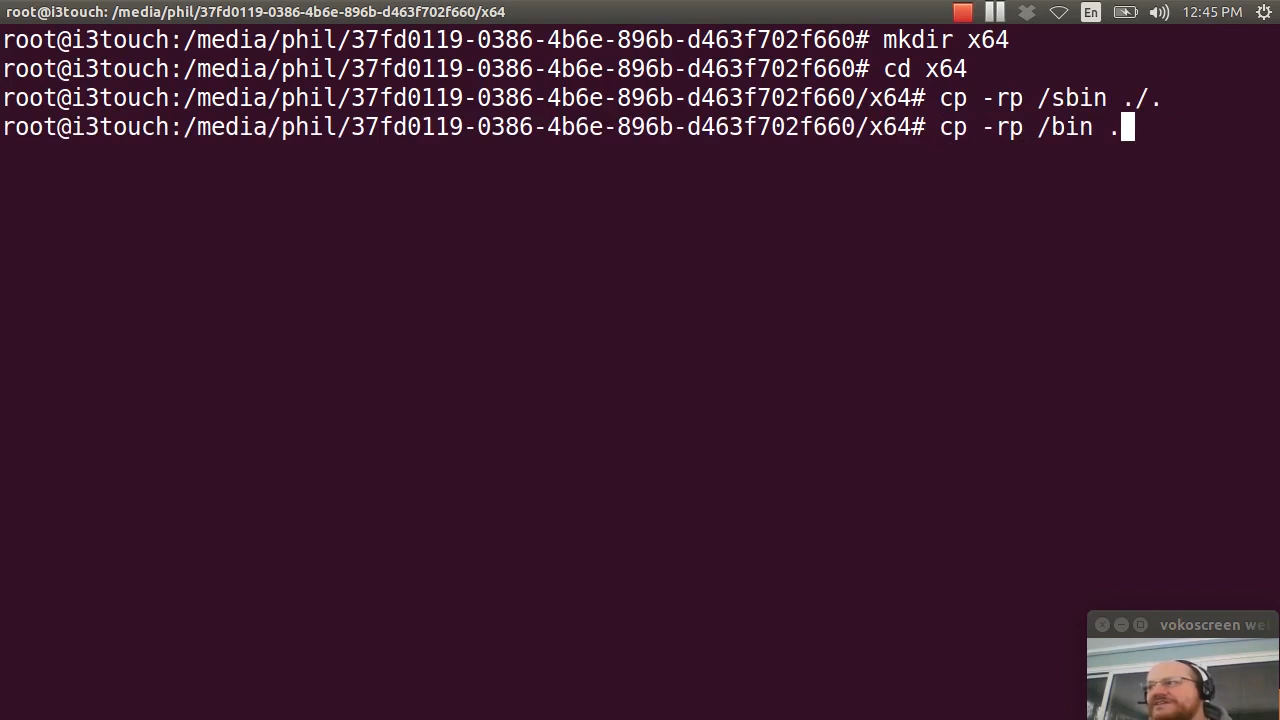 root@i3touch: /media/phil/37fd0119-0386-4b6e-896b-d463f702f660/x64
En
12:45 PM
root@i3touch:/media/phil/37fd0119-0386-4b6e-896b-d463f702f660# mkdir x64
root@i3touch:/media/phil/37fd0119-0386-4b6e-896b-d463f702f660# cd x64
root@i3touch:/media/phil/37fd0119-0386-4b6e-896b-d463f702f660/x64# cp -rp /sbin ./.
root@i3touch:/media/phil/37fd0119-0386-4b6e-896b-d463f702f660/x64# cp -rp /bin .
vokoscreen we